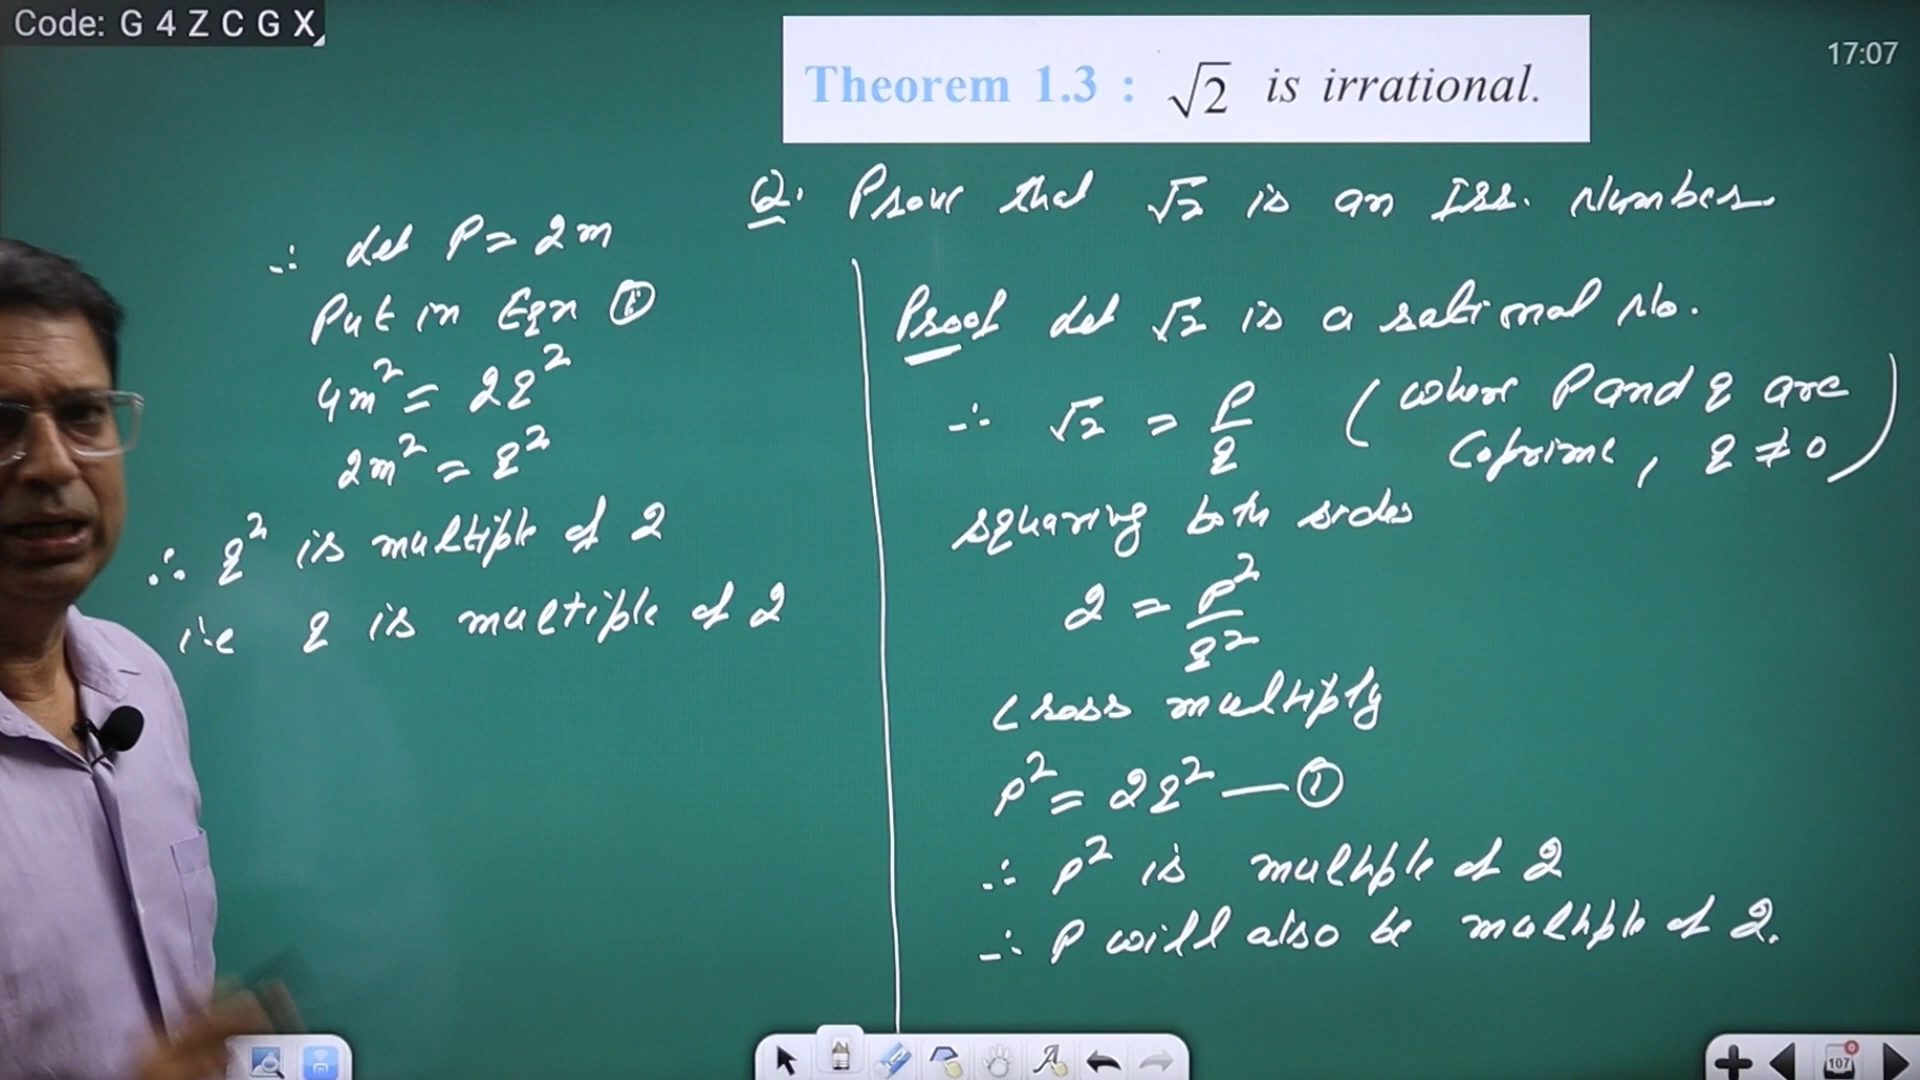 Code: G 4 Z C G X
17:07
Theorem 1.3 : √2 is irrational.
Q. Prove that √2 is an Irr. Number
Proof let √2 is a rational No.
∴ √2 = P/q (where P and q are
Coprime, q ≠ 0)
squaring both sides
2 = P²/q²
Cross multiply
P² = 2q² — ①
∴ P² is multiple of 2
∴ P will also be multiple of 2.
∴ let P = 2m
Put in Eqn ①
4m² = 2q²
2m² = q²
∴ q² is multiple of 2
i.e q is multiple of 2
107
0